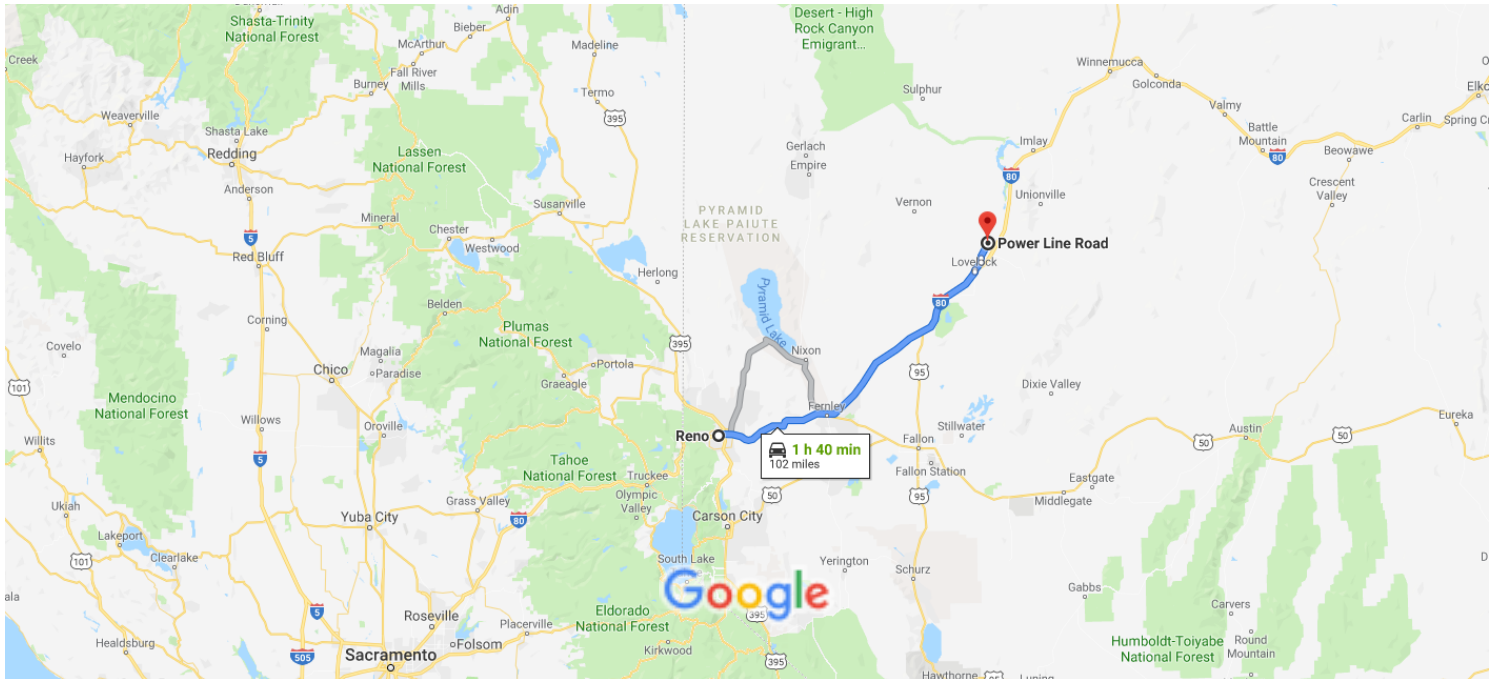 Shasta-Trinity
National Forest
Adin
Bieber
McArthur
Madeline
Desert - High
Rock Canyon
Emigrant...
Winnemucca
Creek
Fall River
Mills
Burney
Termo
395
Sulphur
Golconda
Valmy
Elko
Weaverville
Shasta Lake
Redding
Hayfork
Lassen
National Forest
Gerlach
Empire
Imlay
80
Battle
Mountain
80
Carlin
Spring Cr
Beowawe
Anderson
Mineral
Susanville
PYRAMID
LAKE PAIUTE
RESERVATION
Vernon
Unionville
Crescent
Valley
5
Red Bluff
Chester
Westwood
Power Line Road
Lovelock
Herlong
Pyramid Lake
80
Belden
Corning
Plumas
National Forest
395
Nixon
Covelo
Magalia
Paradise
Chico
Portola
Graeagle
95
Dixie Valley
101
Mendocino
National Forest
Willows
Oroville
Fernley
Reno
1 h 40 min
102 miles
Stillwater
Fallon
Fallon Station
Austin
50
50
Eureka
Willits
5
Tahoe
National Forest
Truckee
Olympic
Valley
50
95
Eastgate
Middlegate
Ukiah
Grass Valley
80
Yuba City
Carson City
Lakeport
Clearlake
101
South Lake
Yerington
Schurz
Gabbs
Google
395
ala
5
Roseville
Placerville
Eldorado
National Forest
Carvers
Round
Mountain
Healdsburg
505
Folsom
Sacramento
Kirkwood
395
Humboldt-Toiyabe
National Forest
Hawthorne
95
Luning